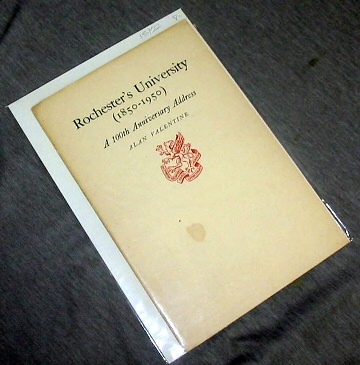 Rochester's University
(1850-1950)
A 100th Anniversary Address
ALAN VALENTINE